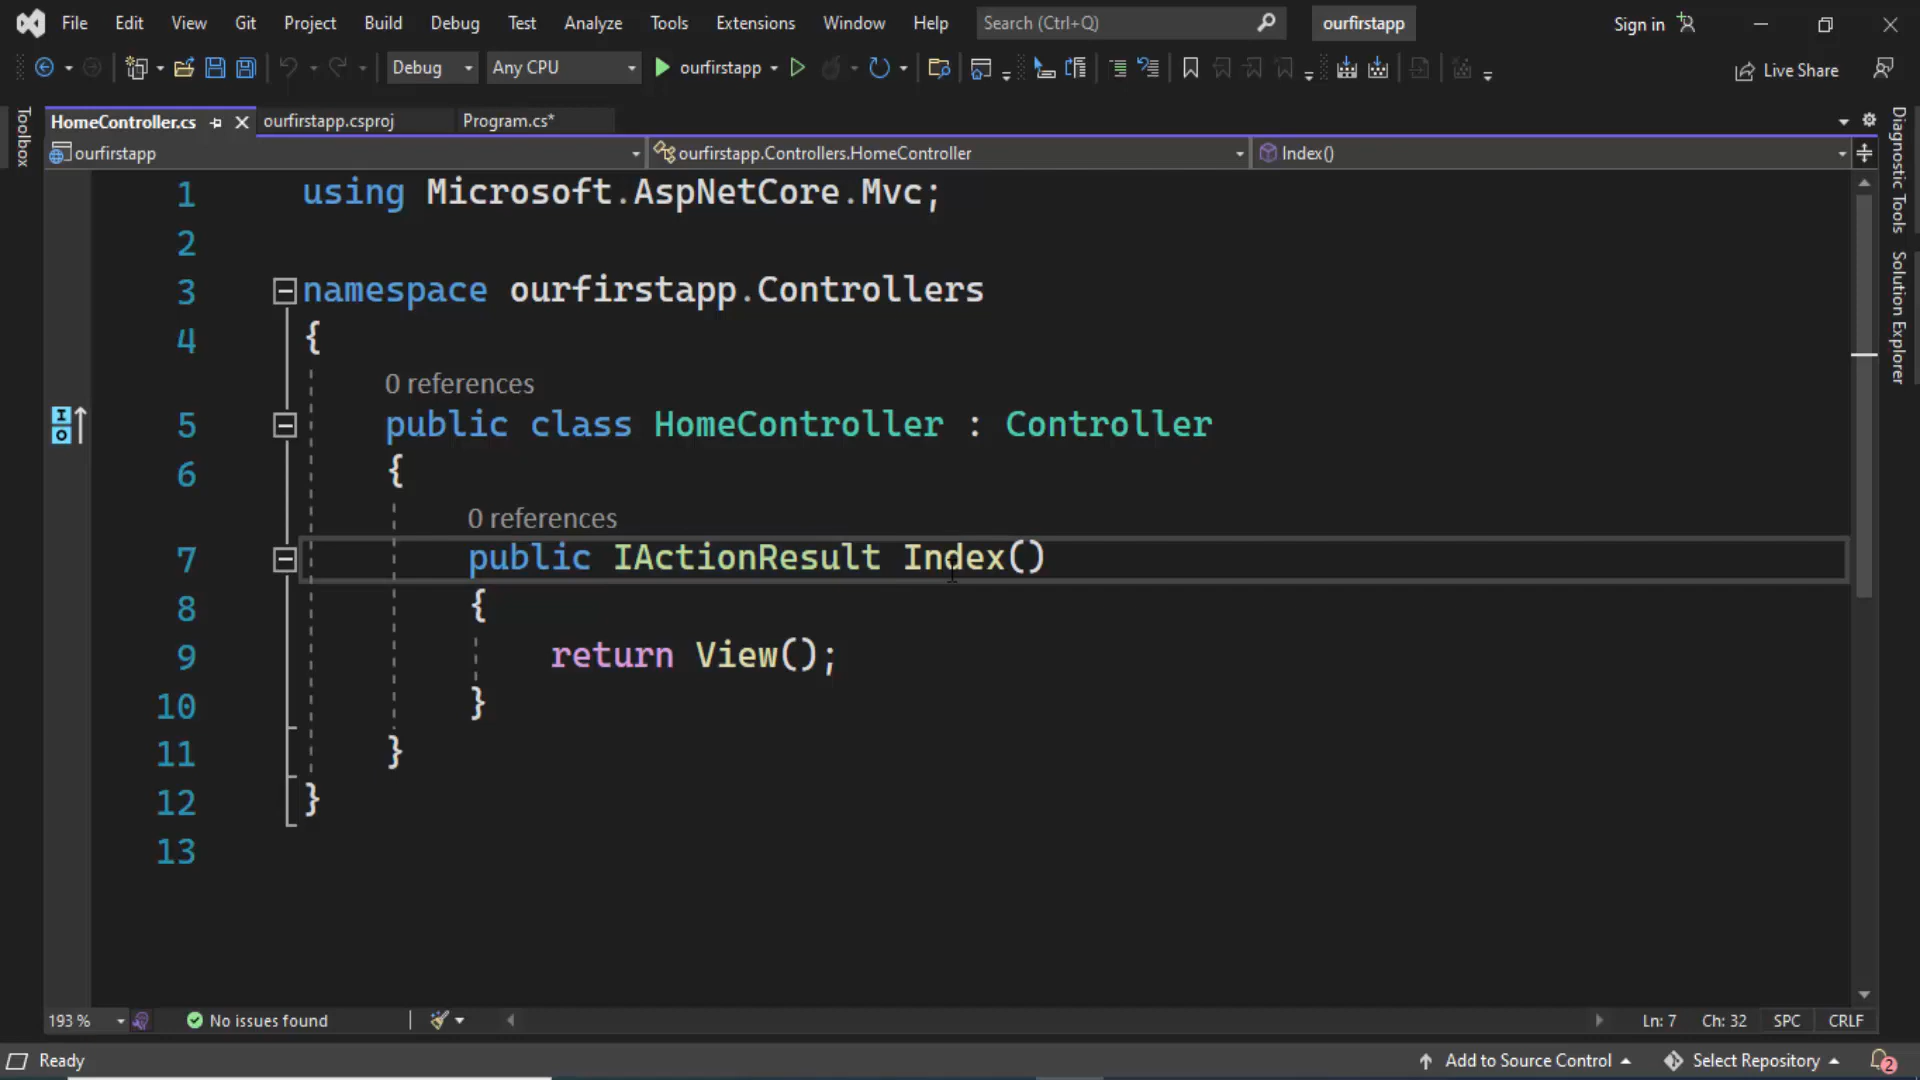 File Edit View Git Project Build Debug Test Analyze Tools Extensions Window Help Search (Ctrl+Q) ourfirstapp Sign in
Debug Any CPU ourfirstapp Live Share
Toolbox
HomeController.cs ourfirstapp.csproj Program.cs*
ourfirstapp ourfirstapp.Controllers.HomeController Index()
1 using Microsoft.AspNetCore.Mvc;
2
3 namespace ourfirstapp.Controllers
4 {
0 references
5 public class HomeController : Controller
6 {
0 references
7 public IActionResult Index()
8 {
9 return View();
10 }
11 }
12 }
13
Diagnostic Tools
Solution Explorer
193 % No issues found Ln: 7 Ch: 32 SPC CRLF
Ready Add to Source Control Select Repository 2